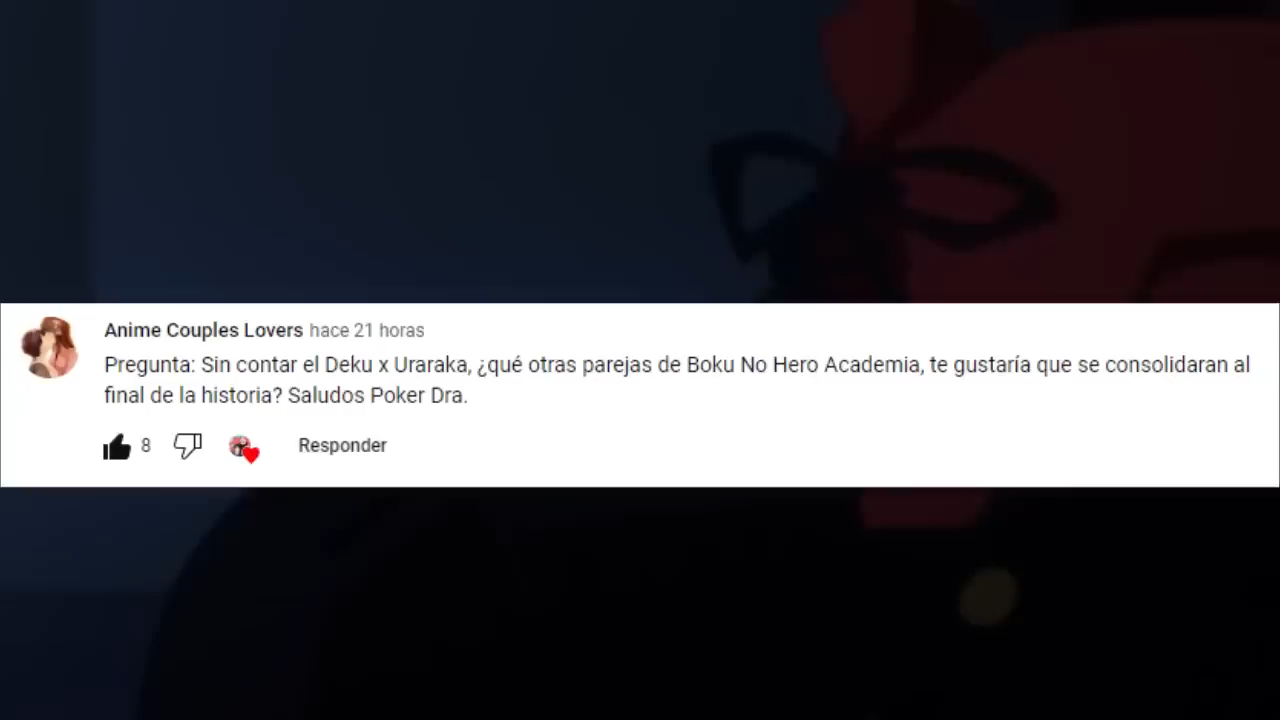 Anime Couples Lovers hace 21 horas
Pregunta: Sin contar el Deku x Uraraka, ¿qué otras parejas de Boku No Hero Academia, te gustaría que se consolidaran al
final de la historia? Saludos Poker Dra.
8 Responder